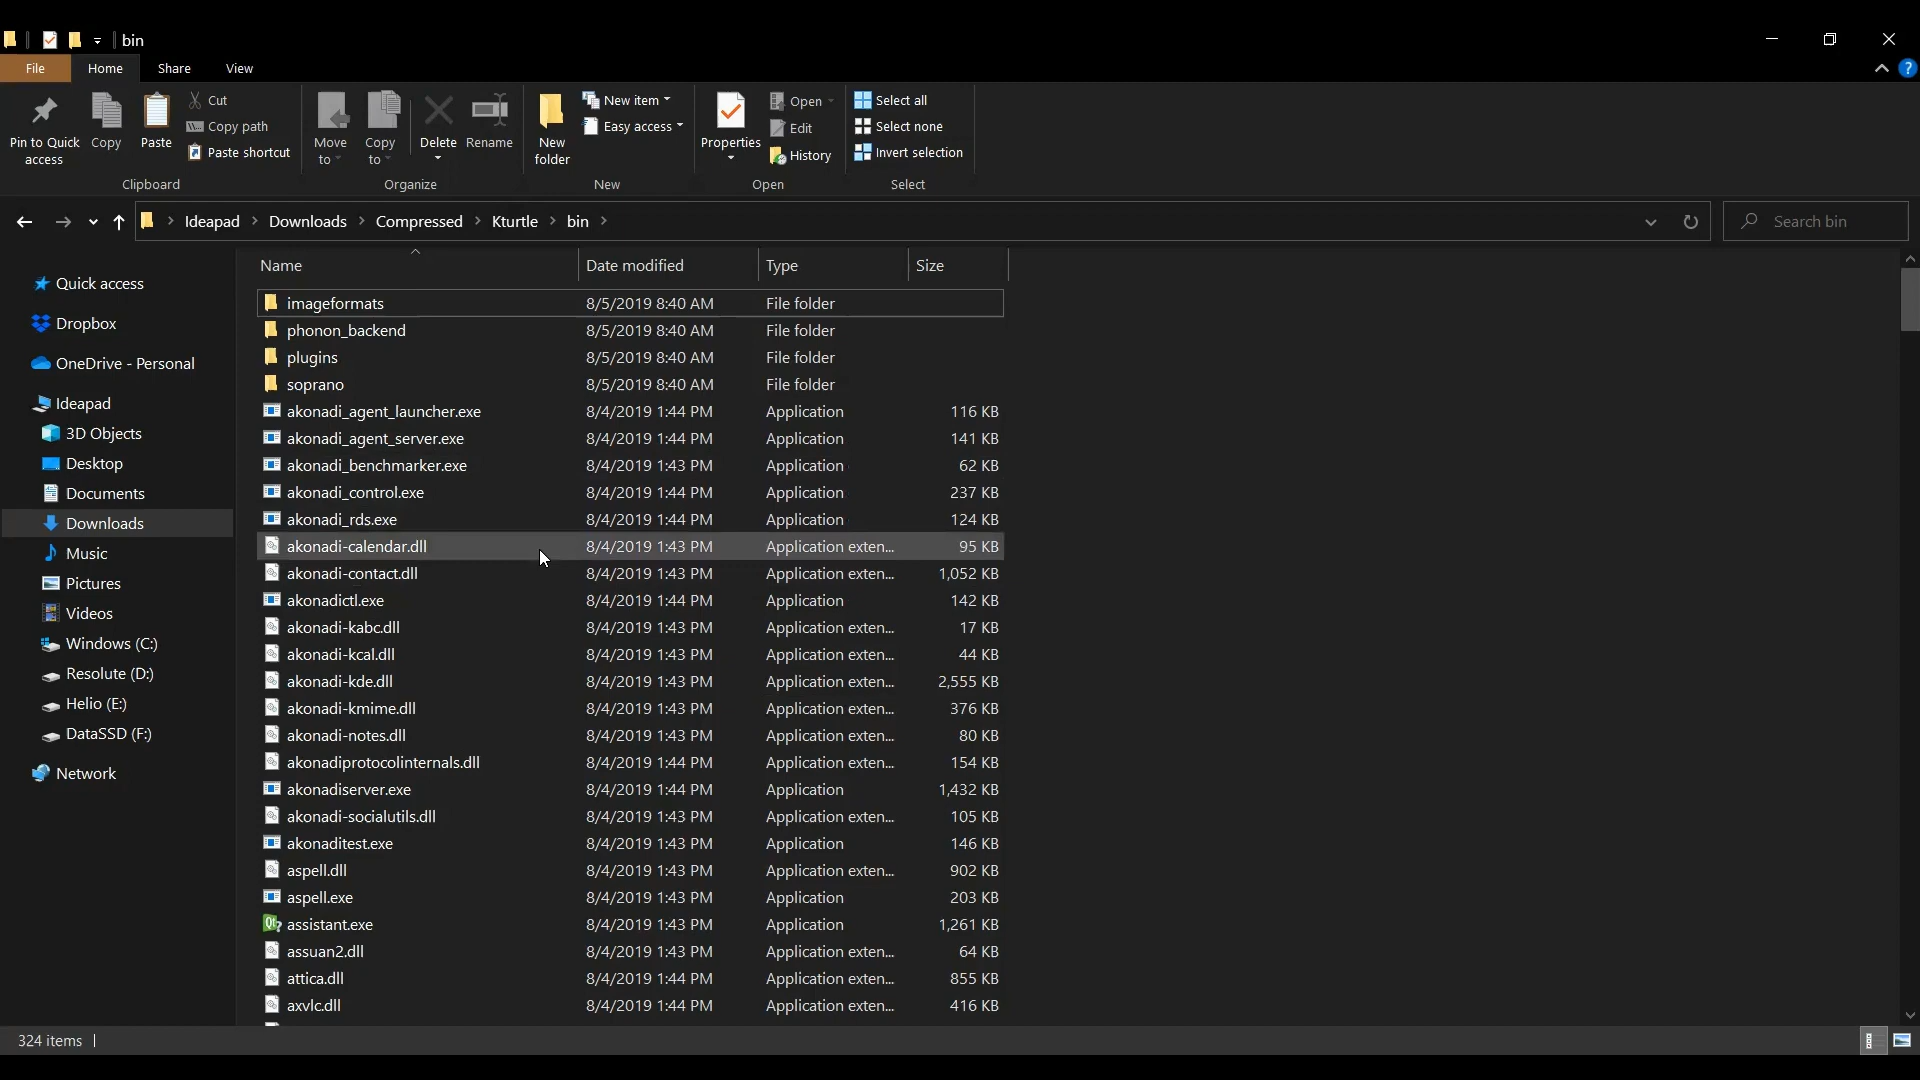 bin
File Home Share View
Pin to Quick access
Copy
Paste
Cut
Copy path
Paste shortcut
Clipboard
Move to
Copy to
Delete
Rename
Organize
New folder
New item
Easy access
New
Properties
Open
Edit
History
Open
Select all
Select none
Invert selection
Select
Ideapad > Downloads > Compressed > Kturtle > bin >
Search bin
Quick access
Dropbox
OneDrive - Personal
Ideapad
3D Objects
Desktop
Documents
Downloads
Music
Pictures
Videos
Windows (C:)
Resolute (D:)
Helio (E:)
DataSSD (F:)
Network
Name Date modified Type Size
imageformats 8/5/2019 8:40 AM File folder
phonon_backend 8/5/2019 8:40 AM File folder
plugins 8/5/2019 8:40 AM File folder
soprano 8/5/2019 8:40 AM File folder
akonadi_agent_launcher.exe 8/4/2019 1:44 PM Application 116 KB
akonadi_agent_server.exe 8/4/2019 1:44 PM Application 141 KB
akonadi_benchmarker.exe 8/4/2019 1:43 PM Application 62 KB
akonadi_control.exe 8/4/2019 1:44 PM Application 237 KB
akonadi_rds.exe 8/4/2019 1:44 PM Application 124 KB
akonadi-calendar.dll 8/4/2019 1:43 PM Application exten... 95 KB
akonadi-contact.dll 8/4/2019 1:43 PM Application exten... 1,052 KB
akonadictl.exe 8/4/2019 1:44 PM Application 142 KB
akonadi-kabc.dll 8/4/2019 1:43 PM Application exten... 17 KB
akonadi-kcal.dll 8/4/2019 1:43 PM Application exten... 44 KB
akonadi-kde.dll 8/4/2019 1:43 PM Application exten... 2,555 KB
akonadi-kmime.dll 8/4/2019 1:43 PM Application exten... 376 KB
akonadi-notes.dll 8/4/2019 1:43 PM Application exten... 80 KB
akonadiprotocolinternals.dll 8/4/2019 1:44 PM Application exten... 154 KB
akonadiserver.exe 8/4/2019 1:44 PM Application 1,432 KB
akonadi-socialutils.dll 8/4/2019 1:43 PM Application exten... 105 KB
akonaditest.exe 8/4/2019 1:43 PM Application 146 KB
aspell.dll 8/4/2019 1:43 PM Application exten... 902 KB
aspell.exe 8/4/2019 1:43 PM Application 203 KB
assistant.exe 8/4/2019 1:43 PM Application 1,261 KB
assuan2.dll 8/4/2019 1:43 PM Application exten... 64 KB
attica.dll 8/4/2019 1:44 PM Application exten... 855 KB
axvlc.dll 8/4/2019 1:44 PM Application exten... 416 KB
324 items